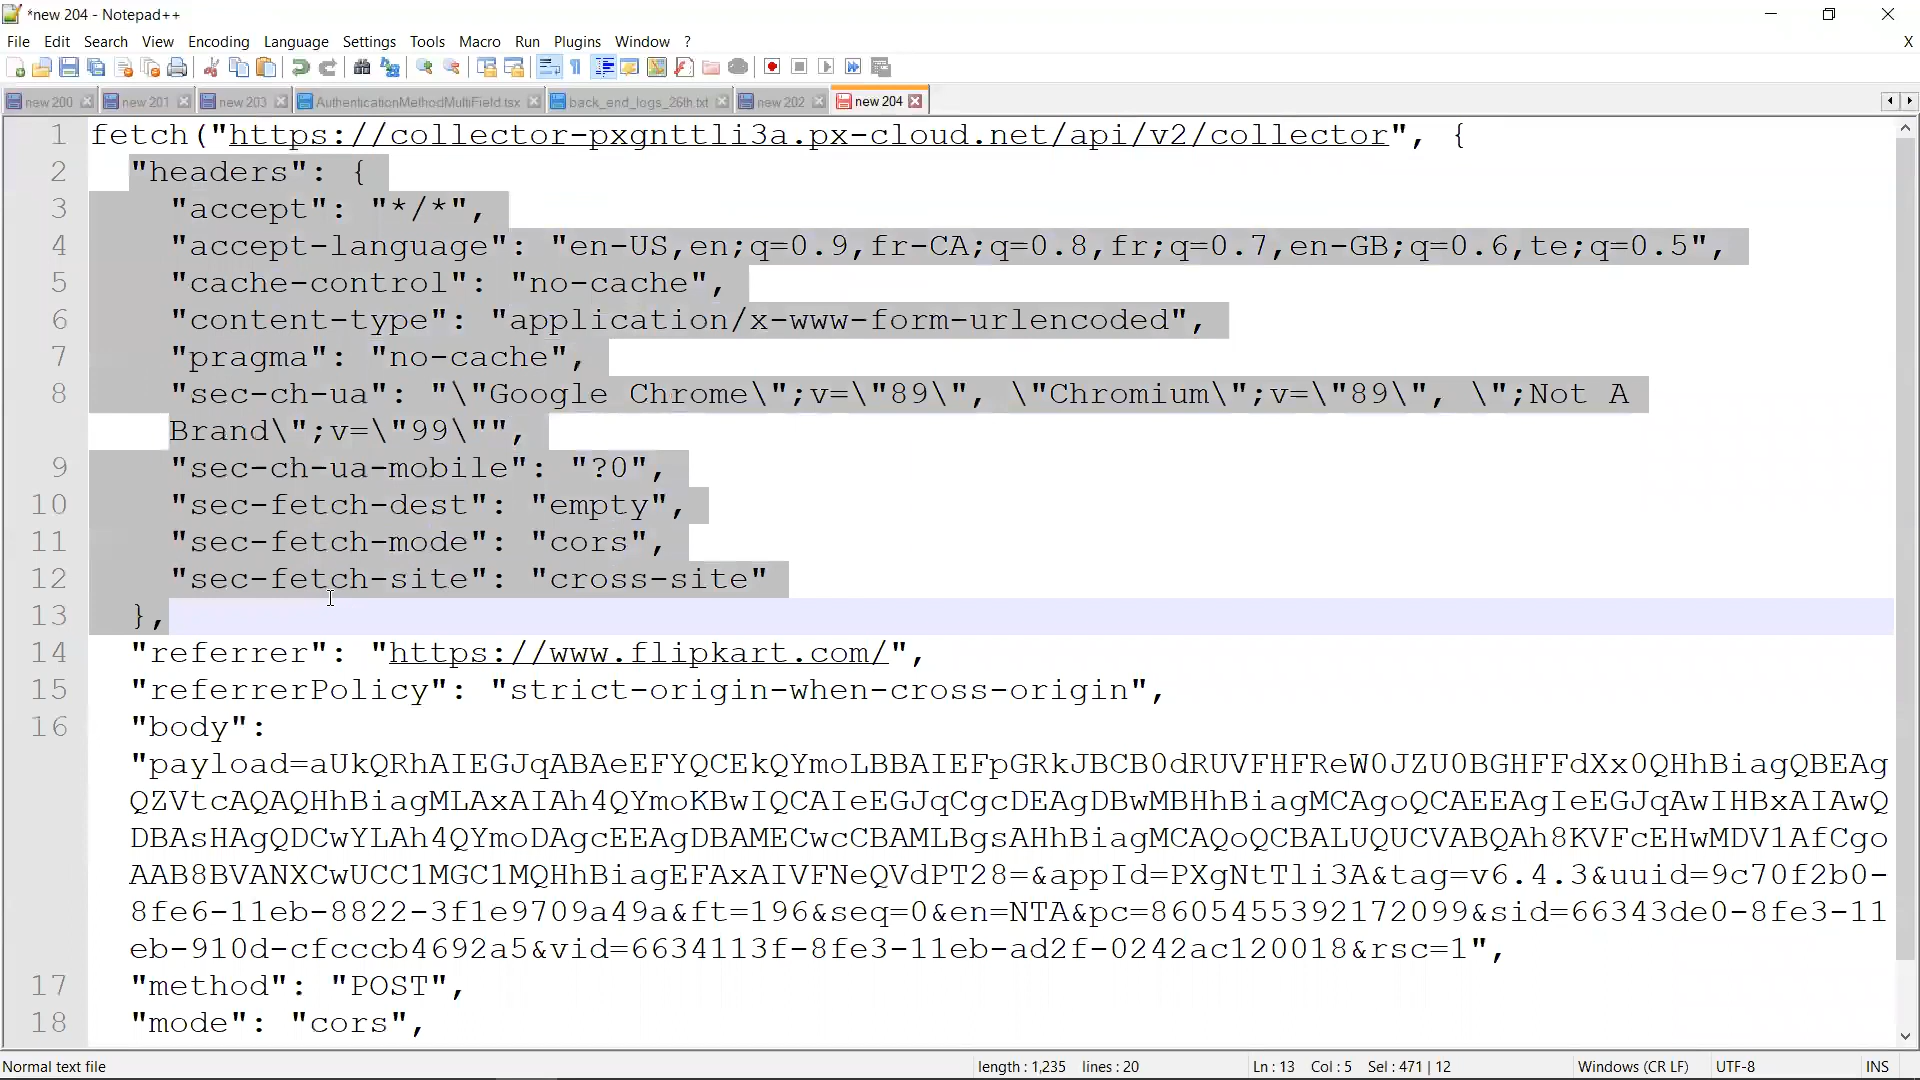 *new 204 - Notepad++
File Edit Search View Encoding Language Settings Tools Macro Run Plugins Window ? X
new 200 new 201 new 203 AuthenticationMethodMultiField.tsx back_end_logs_26th.txt new 202 new 204
1 fetch("https://collector-pxgnttli3a.px-cloud.net/api/v2/collector", {
2 "headers": {
3 "accept": "*/*",
4 "accept-language": "en-US,en;q=0.9,fr-CA;q=0.8,fr;q=0.7,en-GB;q=0.6,te;q=0.5",
5 "cache-control": "no-cache",
6 "content-type": "application/x-www-form-urlencoded",
7 "pragma": "no-cache",
8 "sec-ch-ua": "\"Google Chrome\";v=\"89\", \"Chromium\";v=\"89\", \";Not A
Brand\";v=\"99\"",
9 "sec-ch-ua-mobile": "?0",
10 "sec-fetch-dest": "empty",
11 "sec-fetch-mode": "cors",
12 "sec-fetch-site": "cross-site"
13 },
14 "referrer": "https://www.flipkart.com/",
15 "referrerPolicy": "strict-origin-when-cross-origin",
16 "body":
"payload=aUkQRhAIEGJqABAeEFYQCEkQYmoLBBAIEFpGRkJBCB0dRUVFHFReW0JZU0BGHFFdXx0QHhBiagQBEAg
QZVtcAQAQHhBiagMLAxAIAh4QYmoKBwIQCAIeEGJqCgcDEAgDBwMBHhBiagMCAgoQCAEEAgIeEGJqAwIHBxAIAwQ
DBAsHAgQDCwYLAh4QYmoDAgcEEAgDBAMECwcCBAMLBgsAHhBiagMCAQoQCBALUQUCVABQAh8KVFcEHwMDV1AfCgo
AAB8BVANXCwUCC1MGC1MQHhBiagEFAxAIVFNeQVdPT28=&appId=PXgNtTli3A&tag=v6.4.3&uuid=9c70f2b0-
8fe6-11eb-8822-3f1e9709a49a&ft=196&seq=0&en=NTA&pc=8605455392172099&sid=66343de0-8fe3-11
eb-910d-cfcccb4692a5&vid=6634113f-8fe3-11eb-ad2f-0242ac120018&rsc=1",
17 "method": "POST",
18 "mode": "cors",
Normal text file length : 1,235 lines : 20 Ln : 13 Col : 5 Sel : 471 | 12 Windows (CR LF) UTF-8 INS